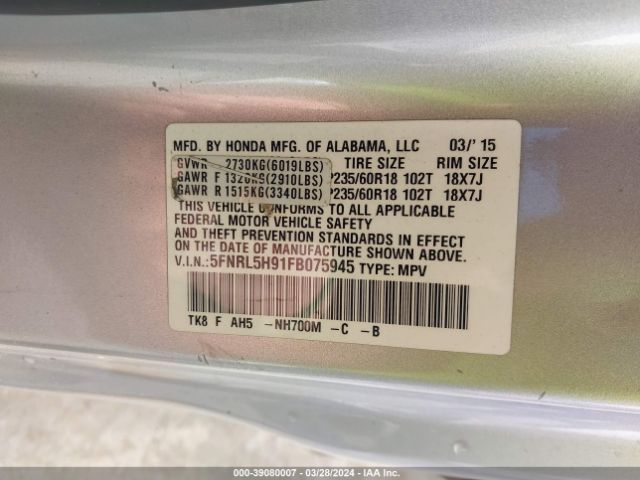 MFD. BY HONDA MFG. OF ALABAMA, LLC 03/'15
GVWR 2730KG(6019LBS) TIRE SIZE RIM SIZE
GAWR F 1320KG(2910LBS) P235/60R18 102T 18X7J
GAWR R 1515KG(3340LBS) P235/60R18 102T 18X7J
THIS VEHICLE CONFORMS TO ALL APPLICABLE
FEDERAL MOTOR VEHICLE SAFETY
AND THEFT PREVENTION STANDARDS IN EFFECT
ON THE DATE OF MANUFACTURE SHOWN ABOVE.
V.I.N.:5FNRL5H91FB075945 TYPE: MPV
TK8 F AH5 -NH700M -C -B
000-39080007 / 03/28/2024 - IAA Inc.